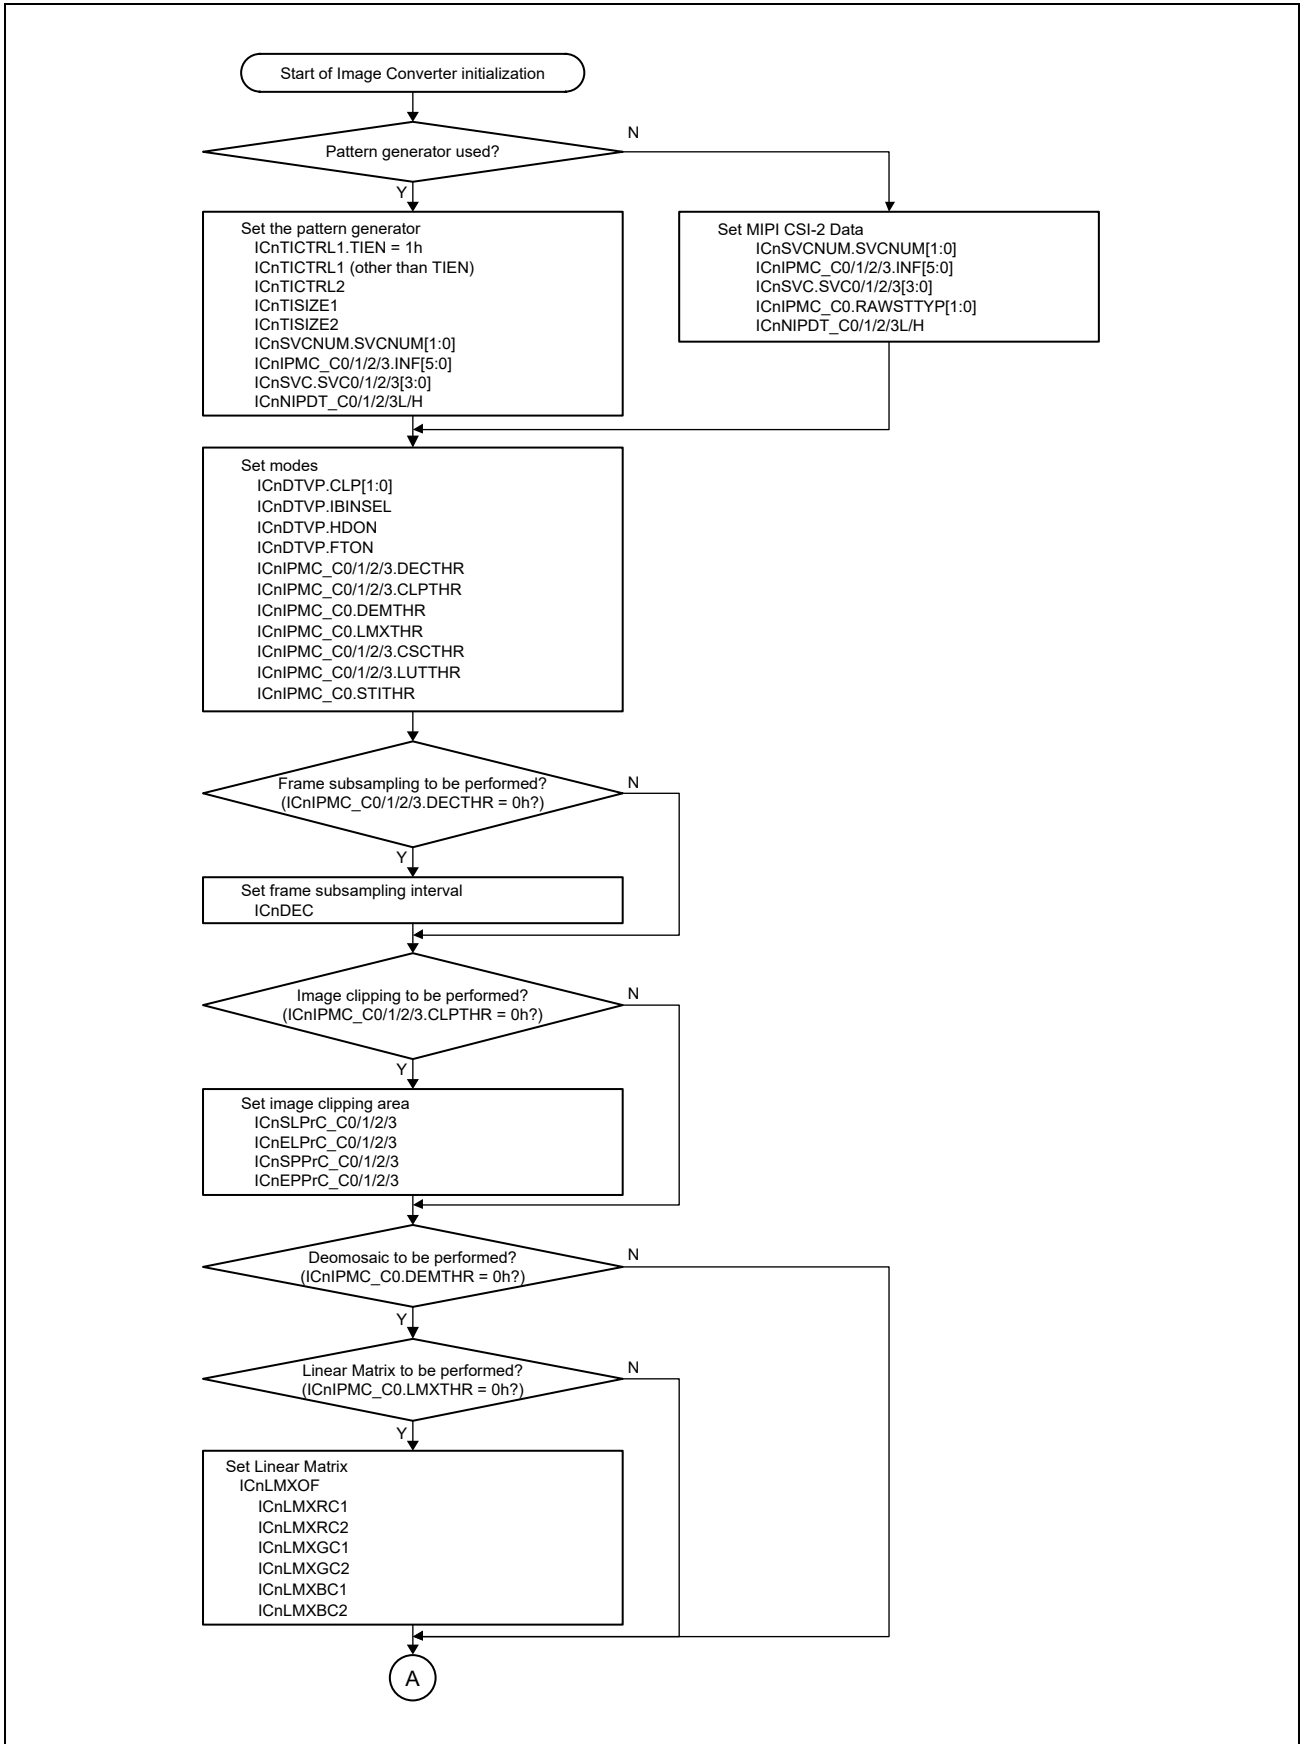 Start of Image Converter initialization
Pattern generator used?
N
Y
Set the pattern generator
ICnTICTRL1.TIEN = 1h
ICnTICTRL1 (other than TIEN)
ICnTICTRL2
ICnTISIZE1
ICnTISIZE2
ICnSVCNUM.SVCNUM[1:0]
ICnIPMC_C0/1/2/3.INF[5:0]
ICnSVC.SVC0/1/2/3[3:0]
ICnNIPDT_C0/1/2/3L/H
Set MIPI CSI-2 Data
ICnSVCNUM.SVCNUM[1:0]
ICnIPMC_C0/1/2/3.INF[5:0]
ICnSVC.SVC0/1/2/3[3:0]
ICnIPMC_C0.RAWSTTYP[1:0]
ICnNIPDT_C0/1/2/3L/H
Set modes
ICnDTVP.CLP[1:0]
ICnDTVP.IBINSEL
ICnDTVP.HDON
ICnDTVP.FTON
ICnIPMC_C0/1/2/3.DECTHR
ICnIPMC_C0/1/2/3.CLPTHR
ICnIPMC_C0.DEMTHR
ICnIPMC_C0.LMXTHR
ICnIPMC_C0/1/2/3.CSCTHR
ICnIPMC_C0/1/2/3.LUTTHR
ICnIPMC_C0.STITHR
Frame subsampling to be performed?
(ICnIPMC_C0/1/2/3.DECTHR = 0h?)
N
Y
Set frame subsampling interval
ICnDEC
Image clipping to be performed?
(ICnIPMC_C0/1/2/3.CLPTHR = 0h?)
N
Y
Set image clipping area
ICnSLPrC_C0/1/2/3
ICnELPrC_C0/1/2/3
ICnSPPrC_C0/1/2/3
ICnEPPrC_C0/1/2/3
Deomosaic to be performed?
(ICnIPMC_C0.DEMTHR = 0h?)
N
Y
Linear Matrix to be performed?
(ICnIPMC_C0.LMXTHR = 0h?)
N
Y
Set Linear Matrix
ICnLMXOF
ICnLMXRC1
ICnLMXRC2
ICnLMXGC1
ICnLMXGC2
ICnLMXBC1
ICnLMXBC2
A